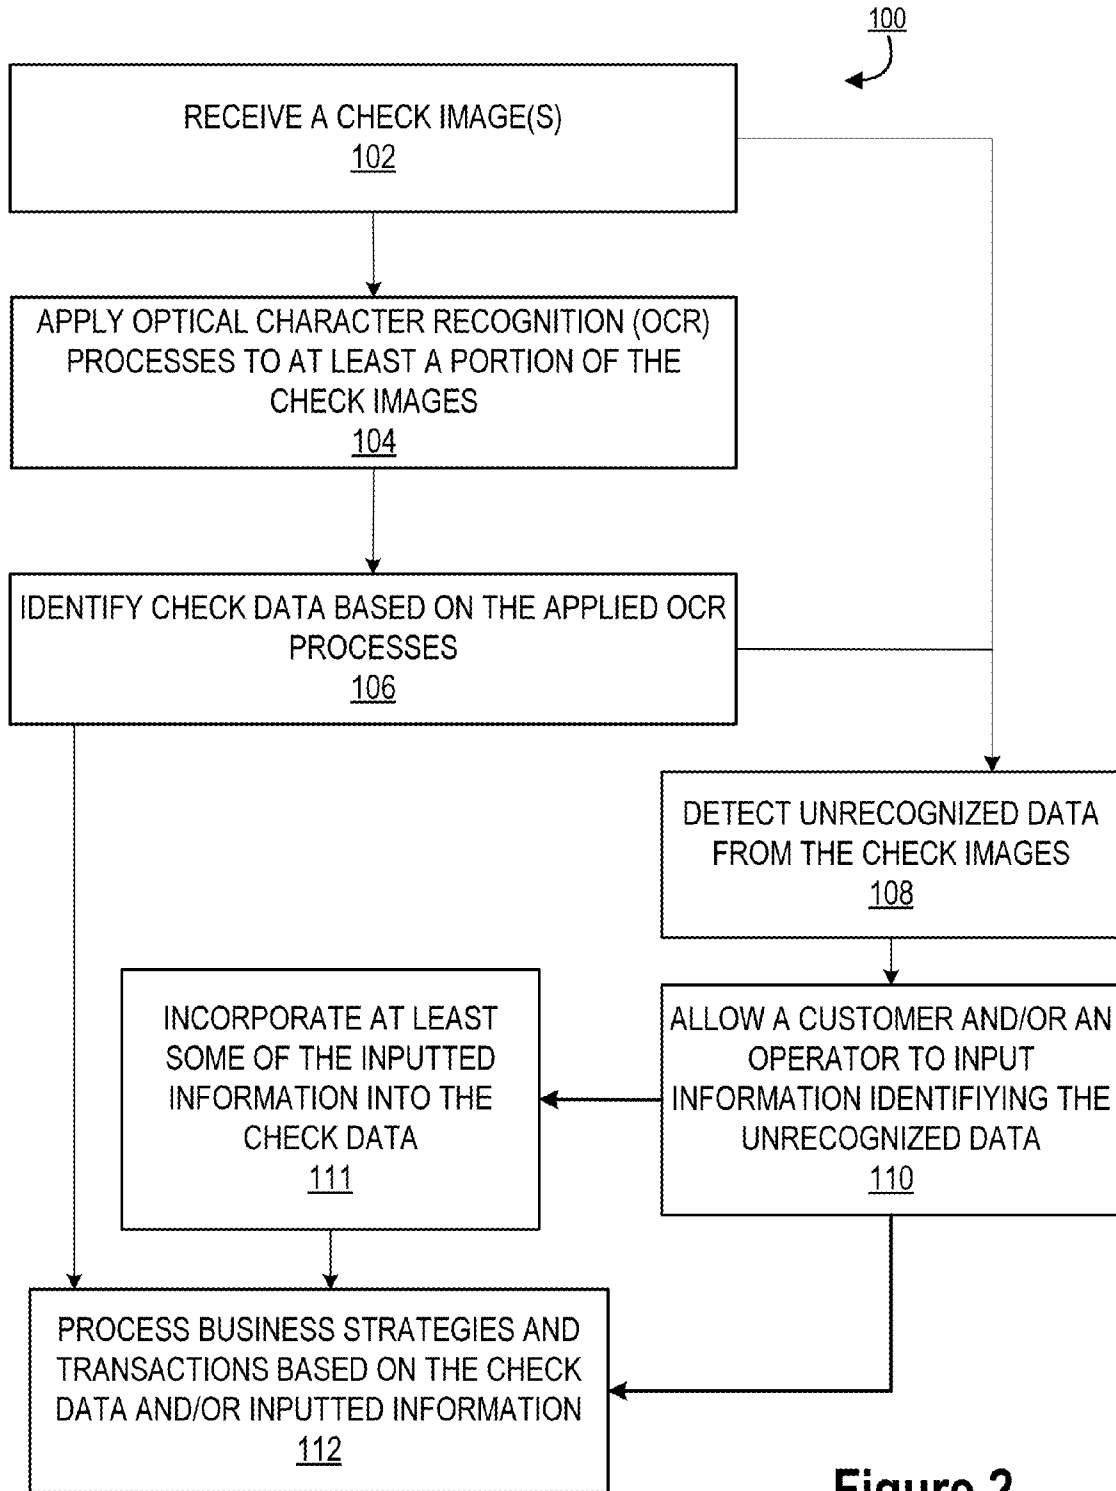 100
RECEIVE A CHECK IMAGE(S)
102
APPLY OPTICAL CHARACTER RECOGNITION (OCR)
PROCESSES TO AT LEAST A PORTION OF THE
CHECK IMAGES
104
IDENTIFY CHECK DATA BASED ON THE APPLIED OCR
PROCESSES
106
DETECT UNRECOGNIZED DATA
FROM THE CHECK IMAGES
108
ALLOW A CUSTOMER AND/OR AN
OPERATOR TO INPUT
INFORMATION IDENTIFIYING THE
UNRECOGNIZED DATA
110
INCORPORATE AT LEAST
SOME OF THE INPUTTED
INFORMATION INTO THE
CHECK DATA
111
PROCESS BUSINESS STRATEGIES AND
TRANSACTIONS BASED ON THE CHECK
DATA AND/OR INPUTTED INFORMATION
112
Figure 2